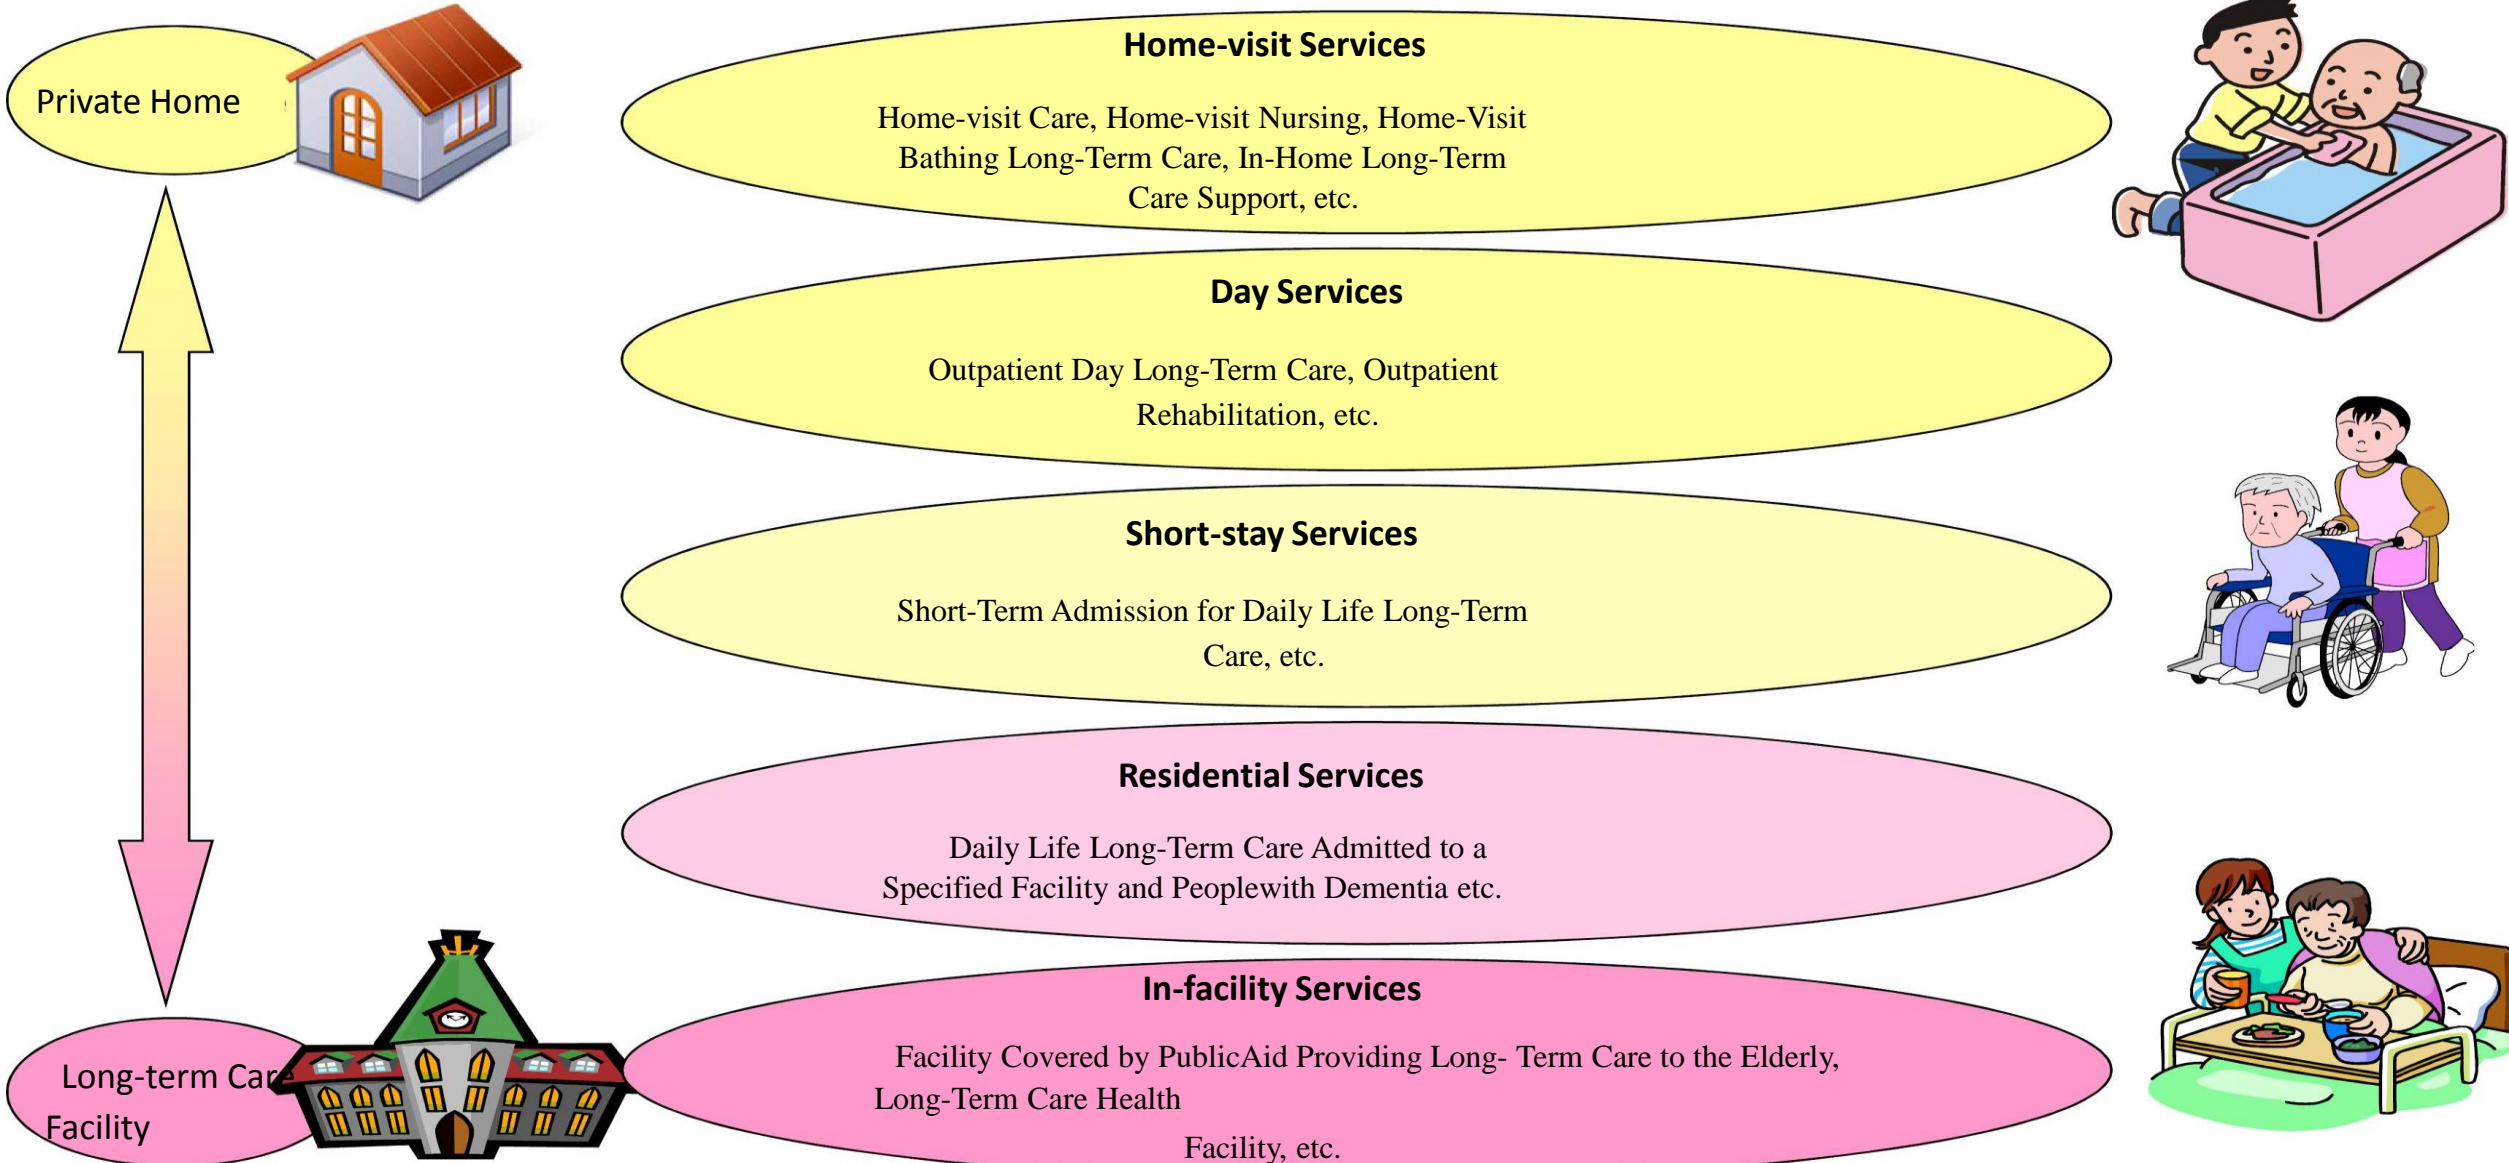 Private Home
Home-visit Services
Home-visit Care, Home-visit Nursing, Home-Visit
Bathing Long-Term Care, In-Home Long-Term
Care Support, etc.
Day Services
Outpatient Day Long-Term Care, Outpatient
Rehabilitation, etc.
Short-stay Services
Short-Term Admission for Daily Life Long-Term
Care, etc.
Residential Services
Daily Life Long-Term Care Admitted to a
Specified Facility and Peoplewith Dementia etc.
Long-term Care
Facility
In-facility Services
Facility Covered by PublicAid Providing Long- Term Care to the Elderly,
Long-Term Care Health
Facility, etc.